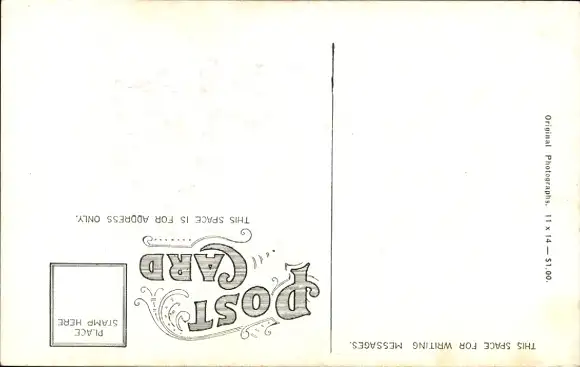 THIS SPACE FOR WRITING MESSAGES.
POST
CARD
PLACE
STAMP HERE
THIS SPACE IS FOR ADDRESS ONLY.
Original Photographs. 11 x 14—$1.00.